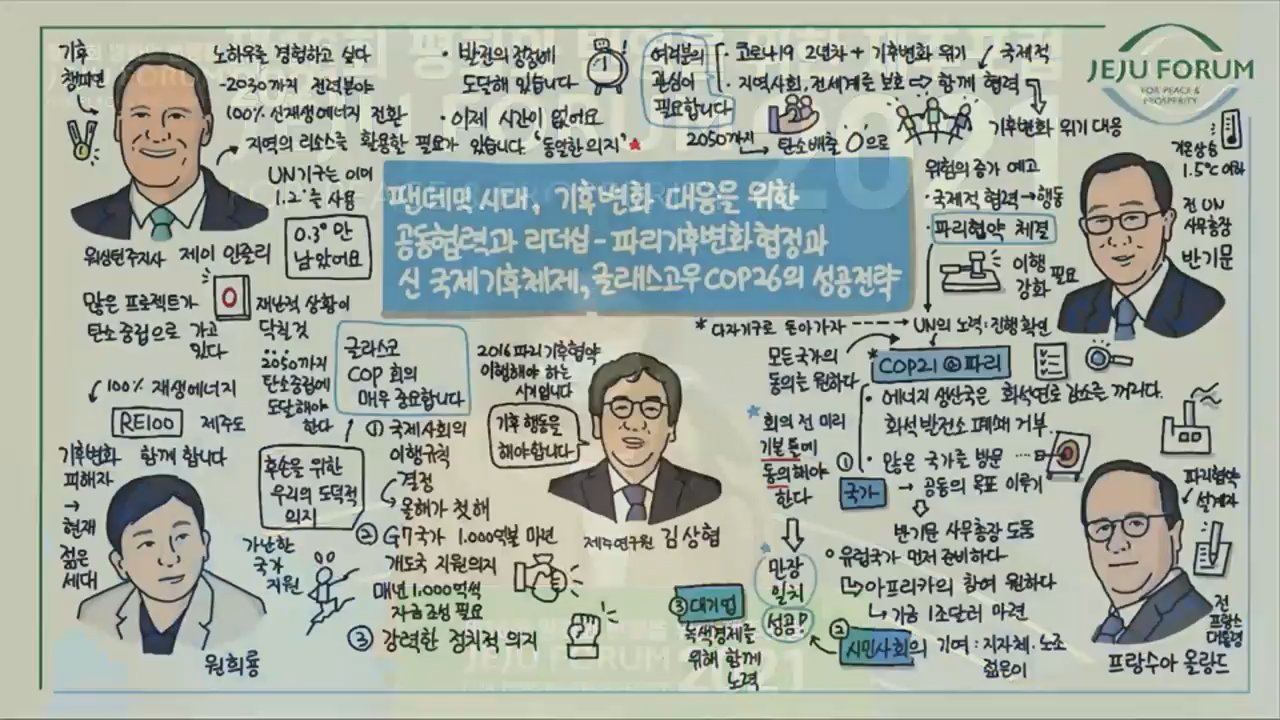 기후
챔피언
노하우를 경험하고 싶다
-2030까지 전력분야
100% 신재생에너지 전환
지역의 리소스를 활용한 필요가 있습니다. "동일한 의지"★
UN기구는 이미
1.2°를 사용
0.3°만
남았어요
워싱턴주지사 제이 인즐리
· 발전의 정점에
도달해 있습니다
· 이제 시간이 없어요
여러분의
관심이
필요합니다
· 코로나19 2년차 + 기후변화 위기
· 지역사회, 전세계를 보호 ⇨ 함께 협력
국제적
2050까지
탄소배출 0으로
기후변화 위기 대응
JEJU FORUM
FOR PEACE &
PROSPERITY
기온상승
1.5°C 이하
팬데믹 시대, 기후변화 대응을 위한
공동협력과 리더십 - 파리기후변화협정과
신 국제기후체제, 글래스고우 COP26의 성공전략
위험의 증가 예고
· 국제적 협력→행동
· 파리협약 체결
이행
강화
필요
전 UN
사무총장
반기문
* 다자기구로 돌아가자
UN의 노력: 진행 확인
많은 프로젝트가
탄소중립으로 가고
있다
재난적 상황이
닥칠것
2050까지
탄소중립에
도달해야
한다
100% 재생에너지
RE100 제주도
기후변화
피해자
함께 합니다
→
현재
젊은
세대
후손을 위한
우리의 도덕적
의지
가난한
국가
지원
원희룡
글라스코
COP 회의
매우 중요합니다
① 국제사회의
이행규칙
결정
올해가 첫 해
② G7국가 1,000억불 마련
개도국 지원의지
매년 1,000억씩
자금조성 필요
③ 강력한 정치적 의지
2016 파리기후협약
이행해야 하는
시기입니다
기후 행동을
해야합니다
제주연구원 김상협
모든 국가의
동의를 원하다
* COP21 @ 파리
· 에너지 생산국은 화석연료 감소를 꺼리다.
화석 발전소 폐쇄 거부.
★ 회의 전 미리
기본 틀에
동의해야
한다
만장
일치
성공!
① 국가
· 많은 국가를 방문
→ 공동의 목표 이루기
반기문 사무총장 도움
유럽국가 먼저 준비하다
⇨ 아프리카의 참여 원하다
기금 1조달러 마련
② 시민사회의 기여 : 지자체·노조
젊은이
③ 대기업
녹색경제를
위해 함께
노력
파리협약
설계자
전
프랑스
대통령
프랑수아 올랑드
JEJU FORUM
2021